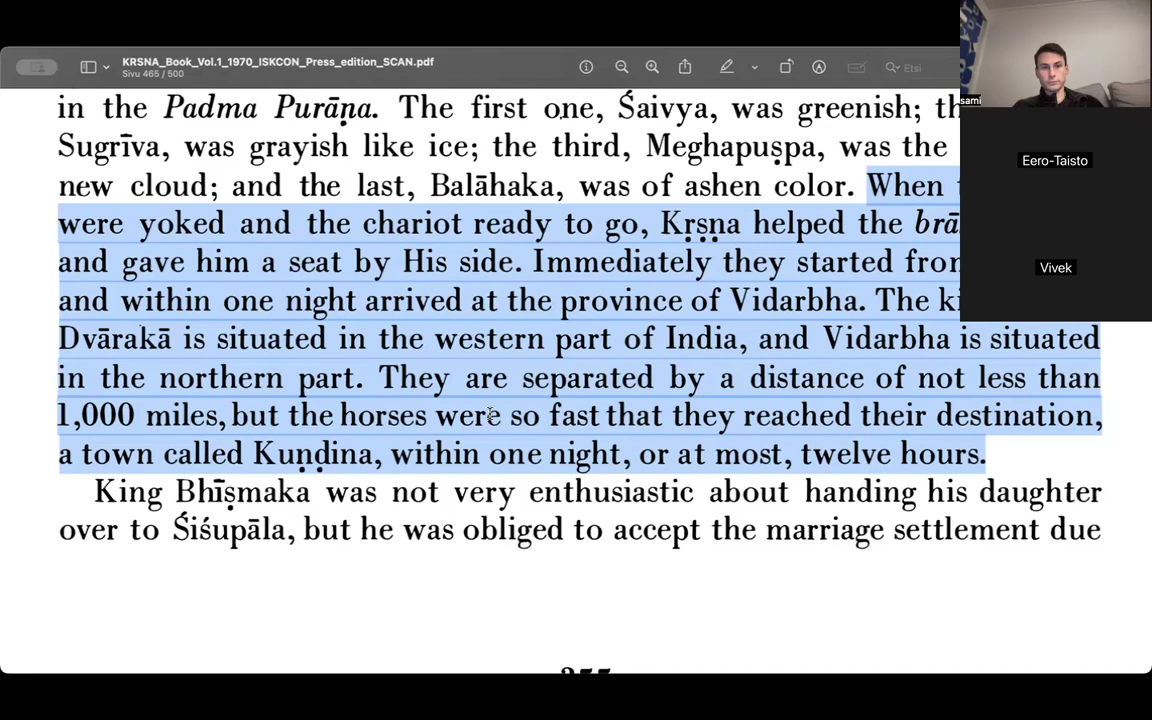 KRSNA_Book_Vol.1_1970_ISKCON_Press_edition_SCAN.pdf
Sivu 465 / 500
Etsi
in the Padma Purāṇa. The first one, Śaivya, was greenish;
Sugrīva, was grayish like ice; the third, Meghapuṣpa, was the
new cloud; and the last, Balāhaka, was of ashen color. When
were yoked and the chariot ready to go, Kṛṣṇa helped the
and gave him a seat by His side. Immediately they started
and within one night arrived at the province of Vidarbha. The
Dvārakā is situated in the western part of India, and Vidarbha is situated
in the northern part. They are separated by a distance of not less than
1,000 miles, but the horses were so fast that they reached their destination,
a town called Kuṇḍina, within one night, or at most, twelve hours.
King Bhīṣmaka was not very enthusiastic about handing his daughter
over to Śiśupāla, but he was obliged to accept the marriage settlement due
sami
Eero-Taisto
Vivek